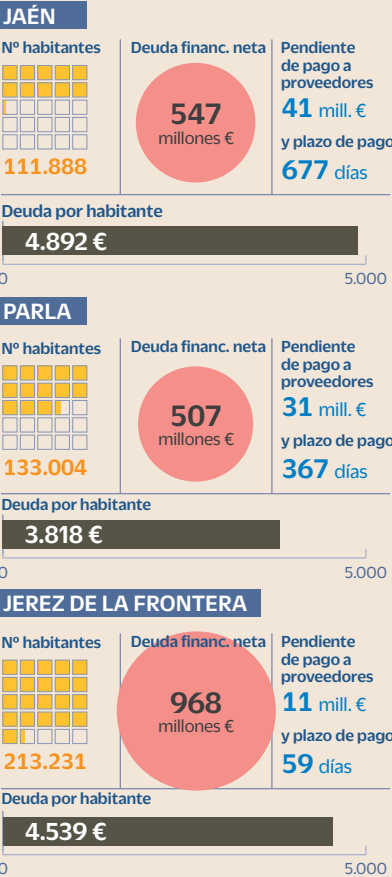 JAÉN
Nº habitantes
111.888
Deuda financ. neta
547
millones €
Pendiente
de pago a
proveedores
41 mill. €
y plazo de pago
677 días
Deuda por habitante
4.892 €
0
5.000
PARLA
Nº habitantes
133.004
Deuda financ. neta
507
millones €
Pendiente
de pago a
proveedores
31 mill. €
y plazo de pago
367 días
Deuda por habitante
3.818 €
0
5.000
JEREZ DE LA FRONTERA
Nº habitantes
213.231
Deuda financ. neta
968
millones €
Pendiente
de pago a
proveedores
11 mill. €
y plazo de pago
59 días
Deuda por habitante
4.539 €
0
5.000